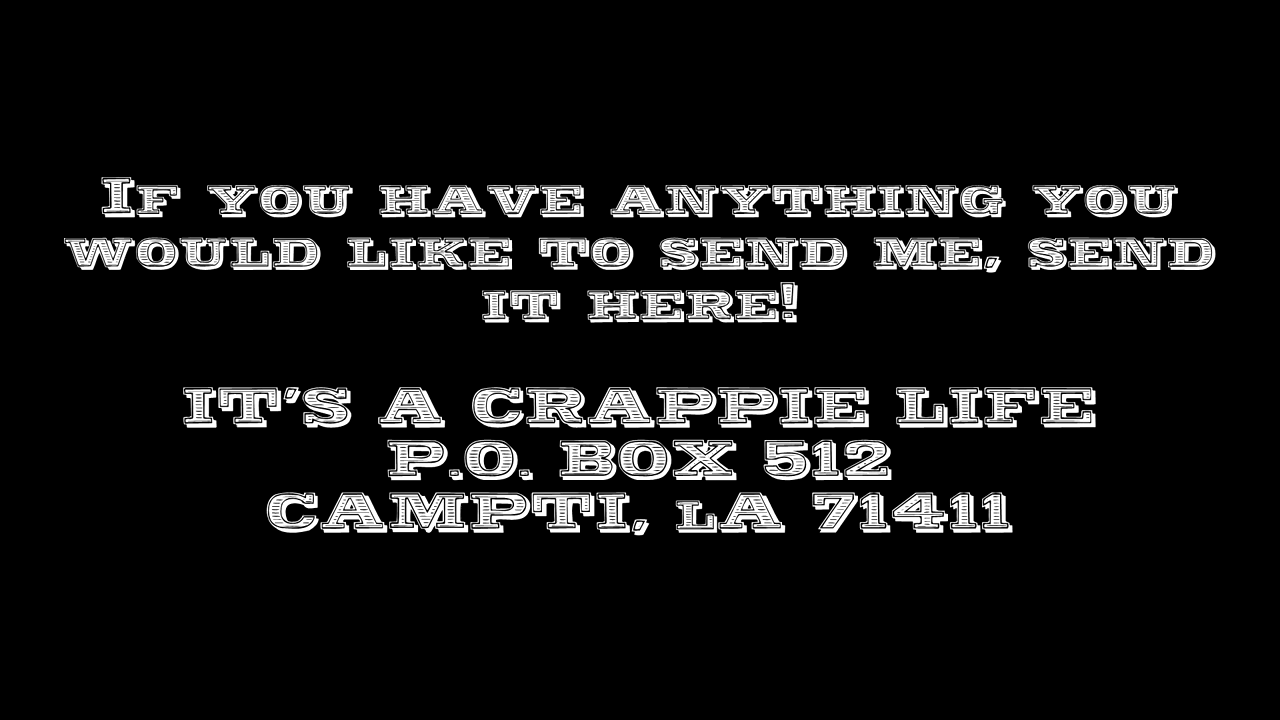 If you have anything you
would like to send me, send
it here!
IT'S A CRAPPIE LIFE
P.O. BOX 512
CAMPTI, lA 71411